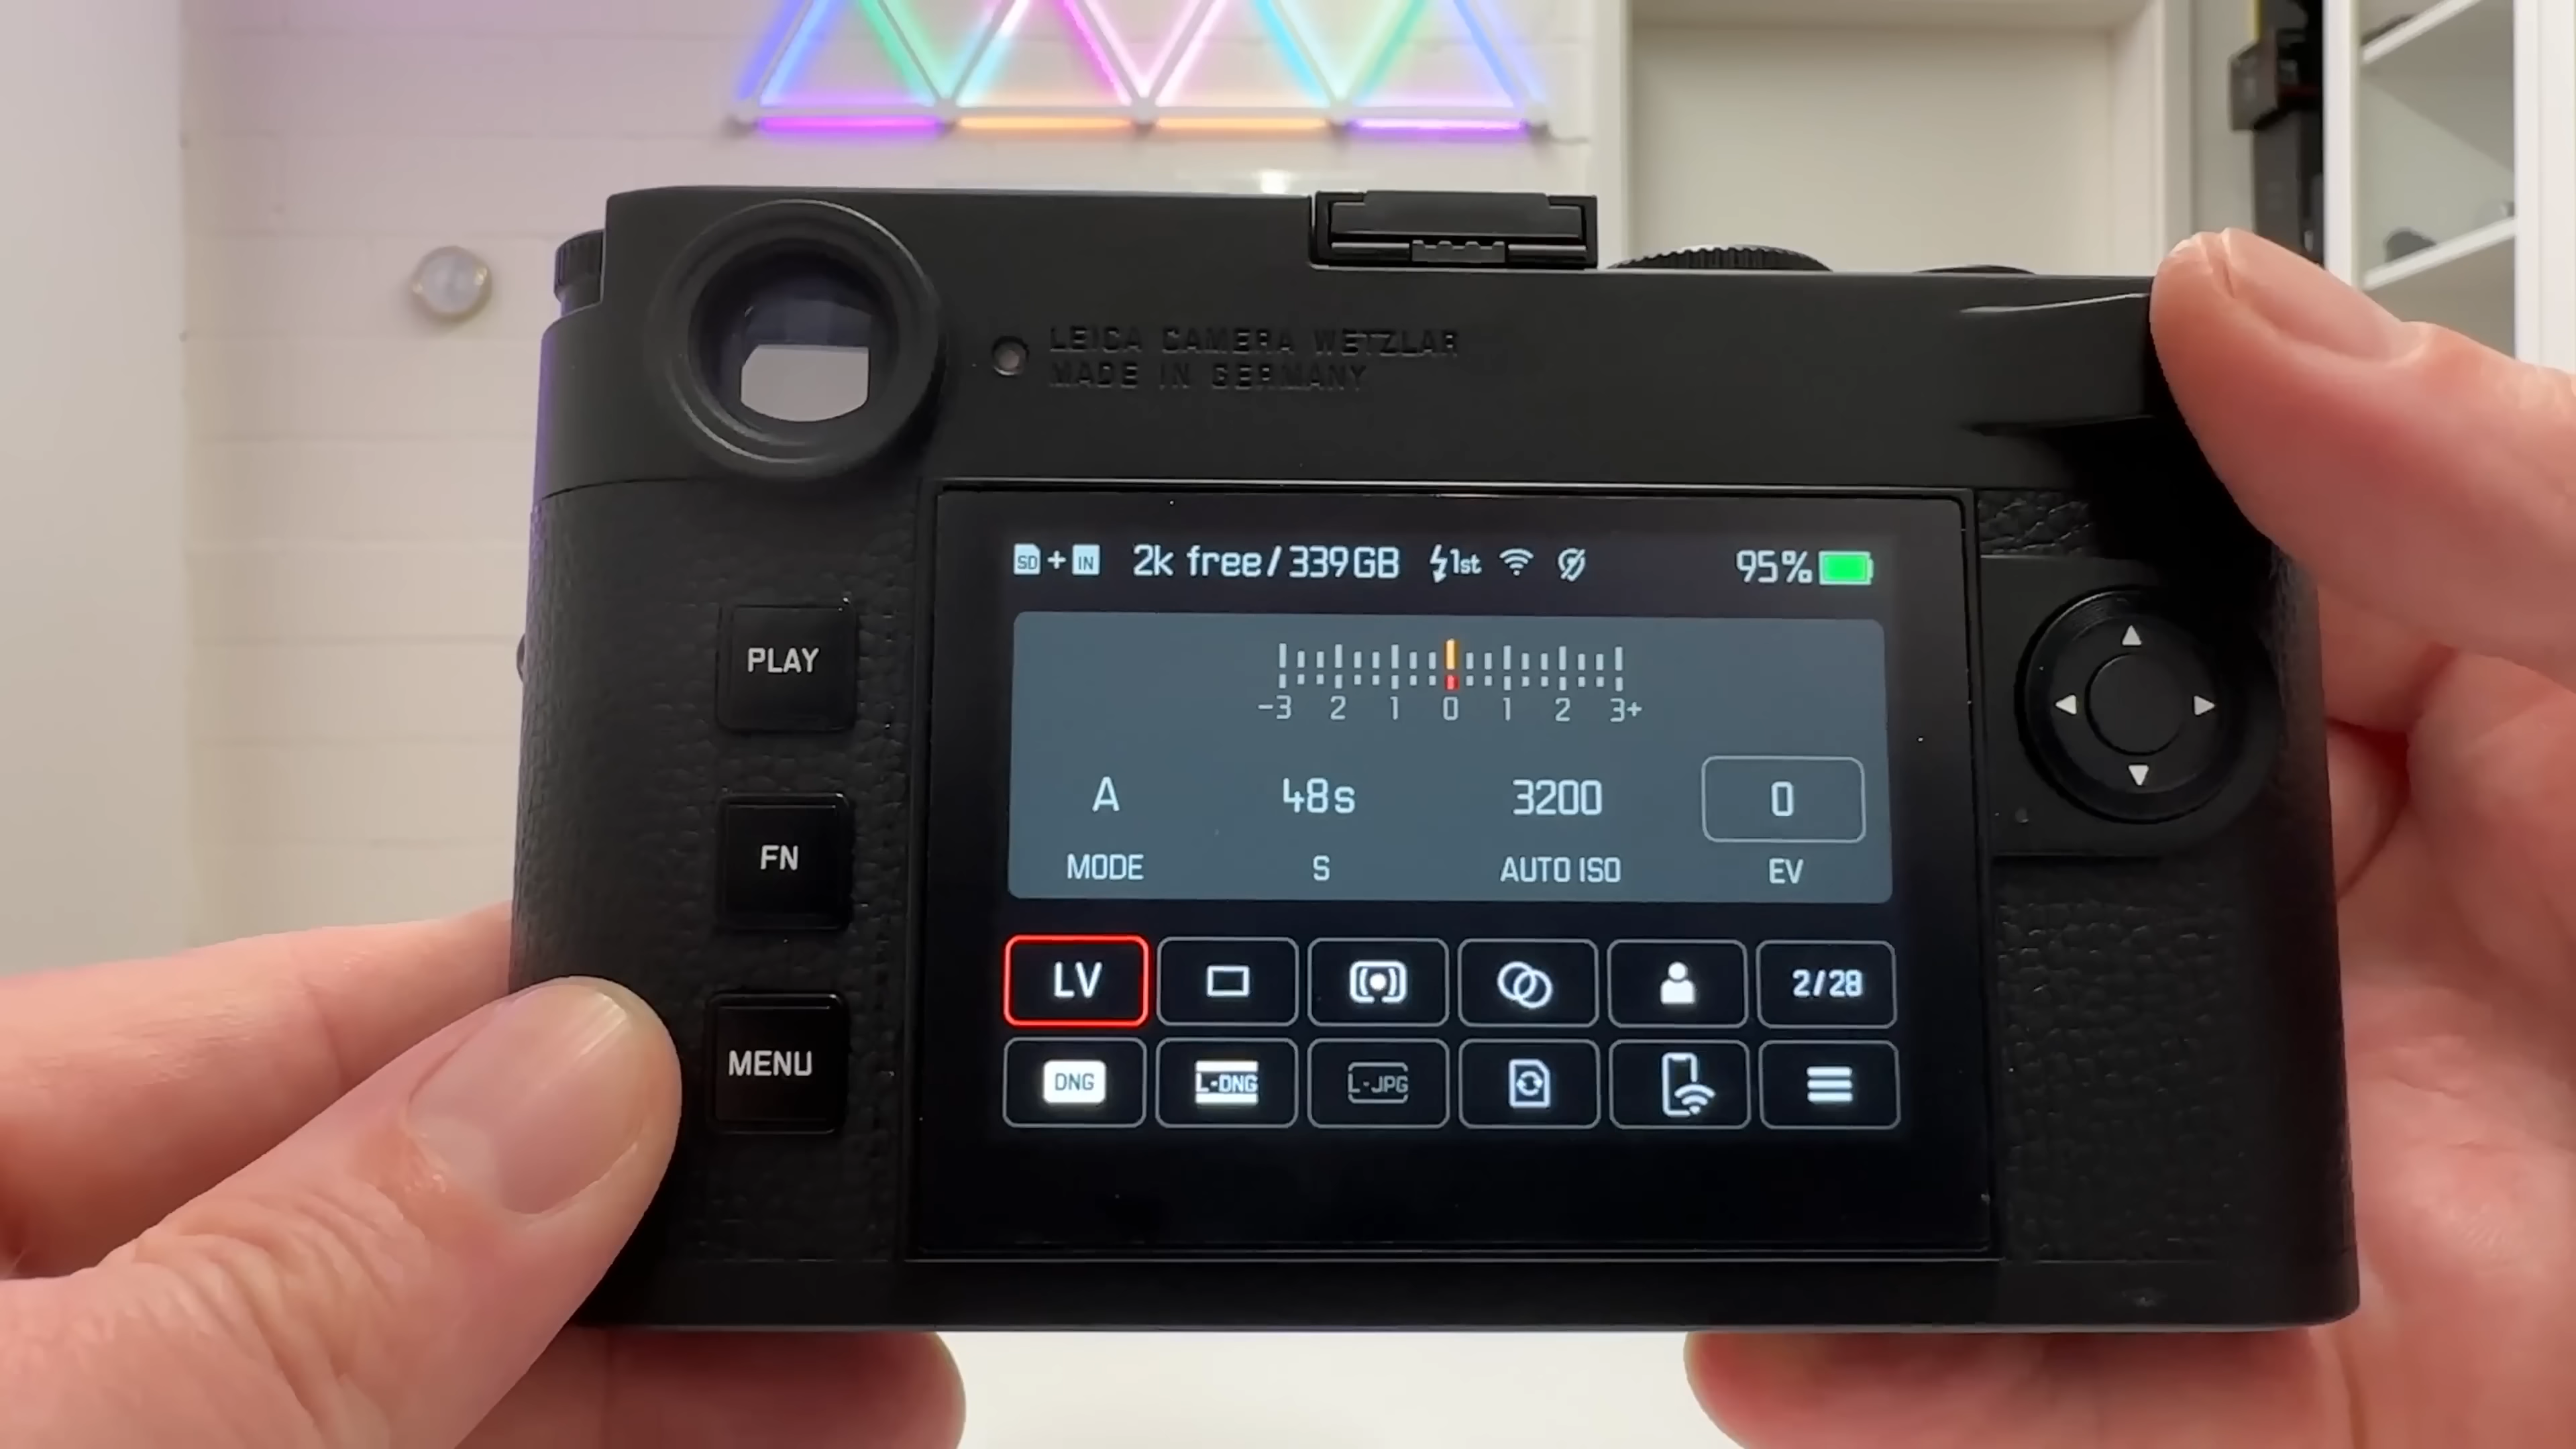 LEICA CAMERA WETZLAR
MADE IN GERMANY
SD + IN 2k free/339GB 1st 95%
-3 2 1 0 1 2 3+
A 48s 3200 0
MODE S AUTO ISO EV
LV 2/28
DNG L-DNG L-JPG
PLAY
FN
MENU